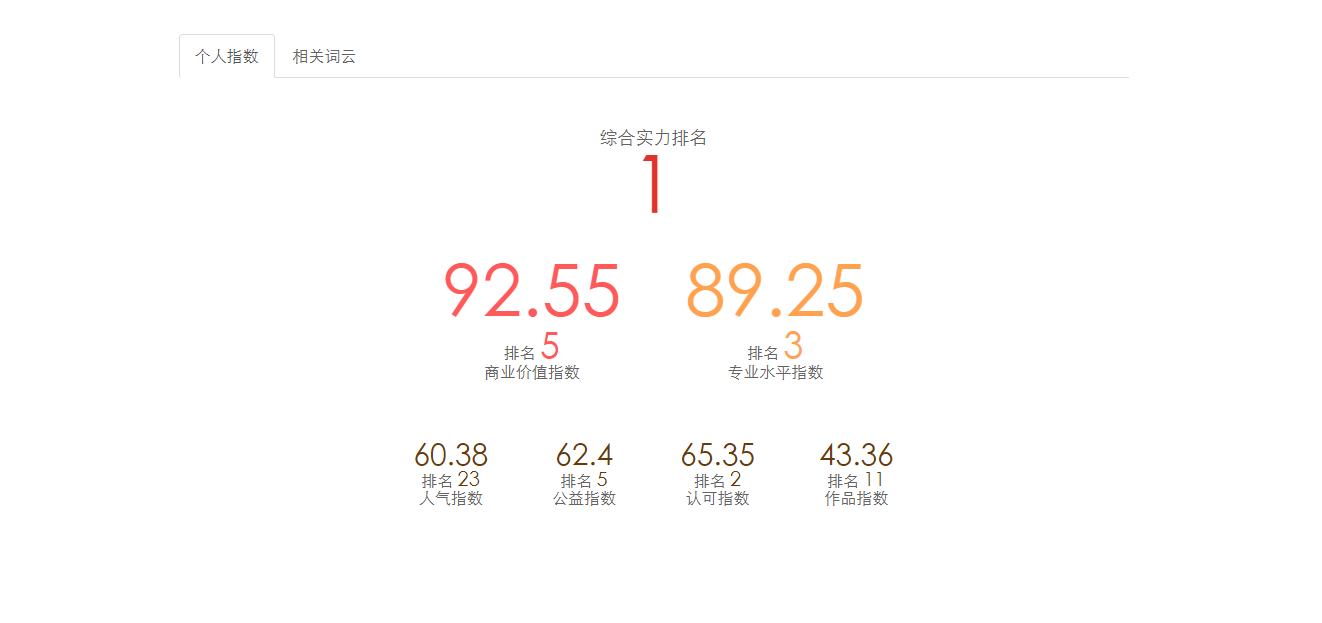 个人指数 相关词云
综合实力排名
1
92.55 89.25
排名 5 排名 3
商业价值指数 专业水平指数
60.38 62.4 65.35 43.36
排名 23 排名 5 排名 2 排名 11
人气指数 公益指数 认可指数 作品指数